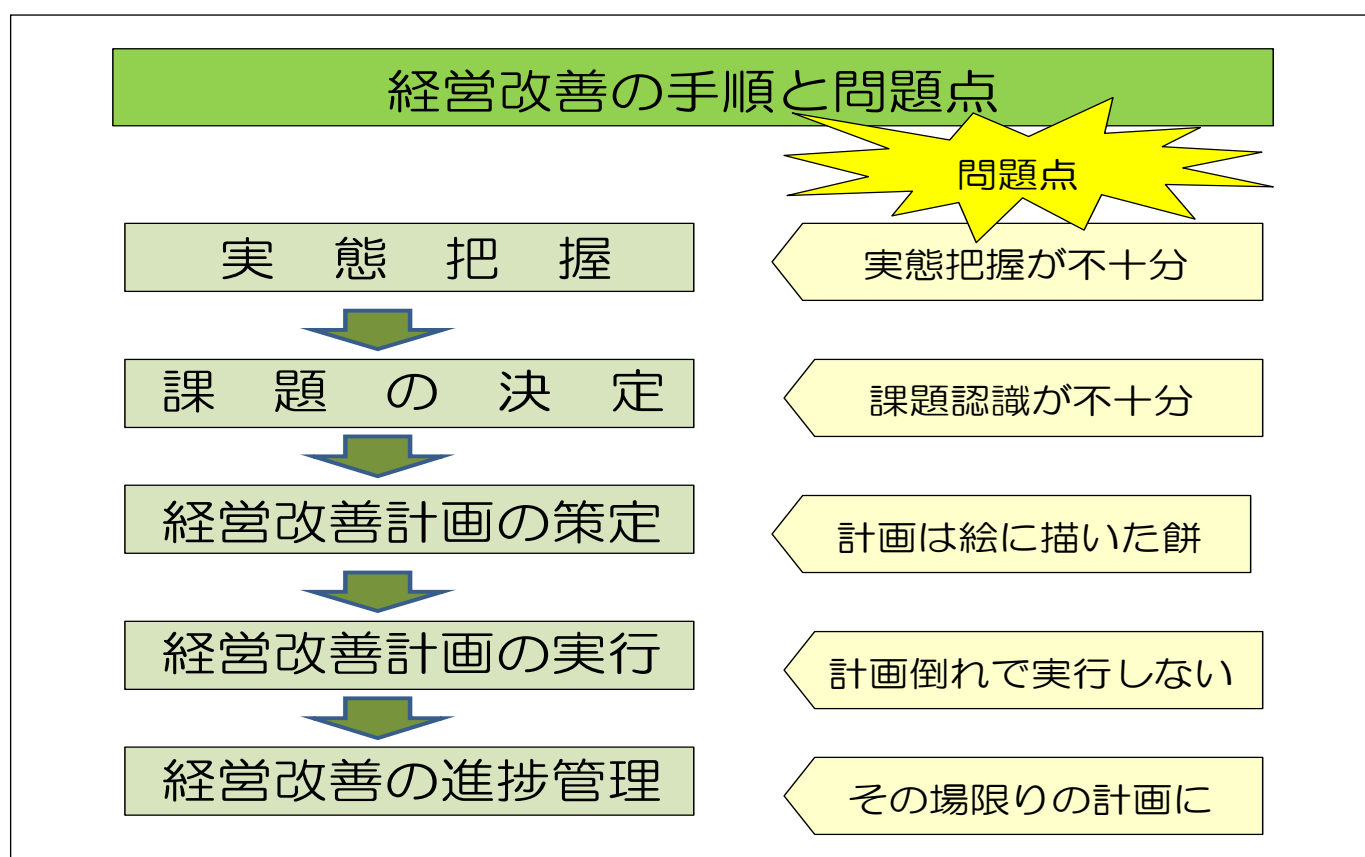 経営改善の手順と問題点
問題点
実態把握
実態把握が不十分
課題の決定
課題認識が不十分
経営改善計画の策定
計画は絵に描いた餅
経営改善計画の実行
計画倒れで実行しない
経営改善の進捗管理
その場限りの計画に